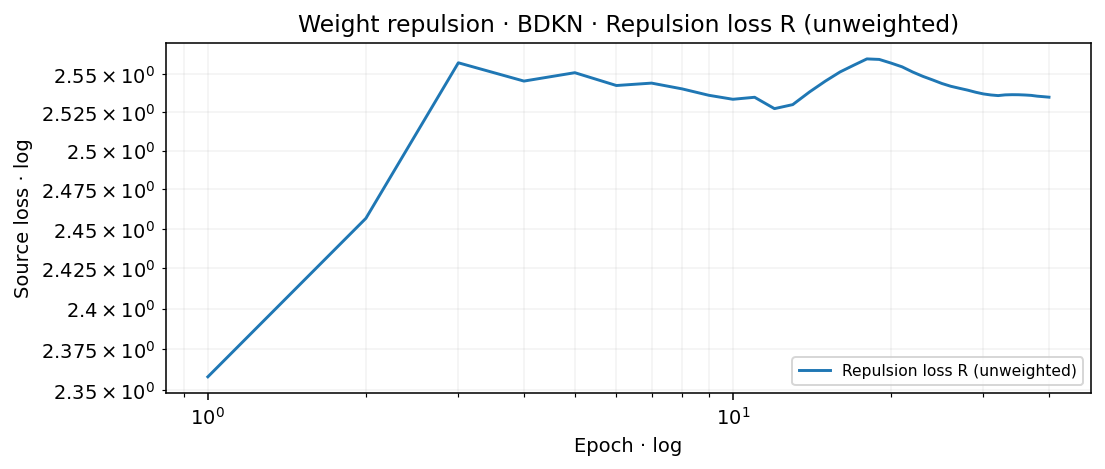 Weight repulsion · BDKN · Repulsion loss R (unweighted)
Source loss · log
2.55 × 10⁰
2.525 × 10⁰
2.5 × 10⁰
2.475 × 10⁰
2.45 × 10⁰
2.425 × 10⁰
2.4 × 10⁰
2.375 × 10⁰
2.35 × 10⁰
Repulsion loss R (unweighted)
10⁰ 10¹
Epoch · log